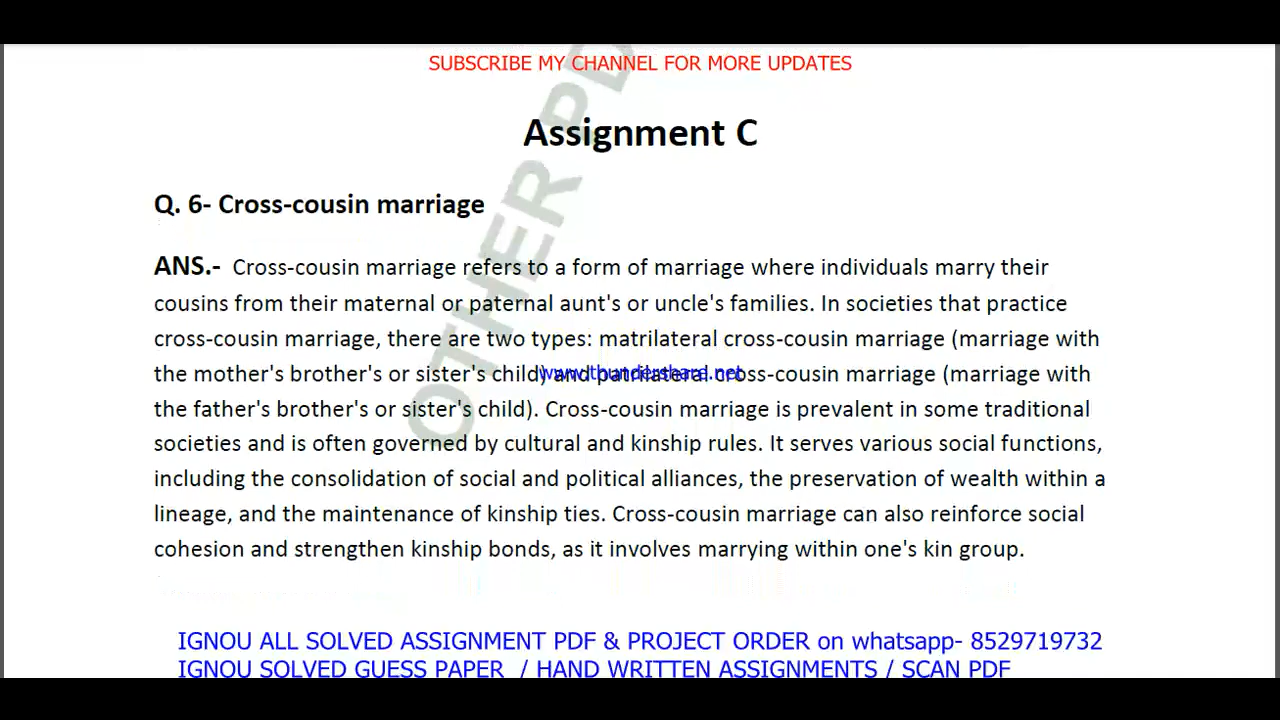 SUBSCRIBE MY CHANNEL FOR MORE UPDATES
Assignment C
Q. 6- Cross-cousin marriage
ANS.- Cross-cousin marriage refers to a form of marriage where individuals marry their
cousins from their maternal or paternal aunt's or uncle's families. In societies that practice
cross-cousin marriage, there are two types: matrilateral cross-cousin marriage (marriage with
the mother's brother's or sister's child) and patrilateral cross-cousin marriage (marriage with
www.thundershare.net
the father's brother's or sister's child). Cross-cousin marriage is prevalent in some traditional
societies and is often governed by cultural and kinship rules. It serves various social functions,
including the consolidation of social and political alliances, the preservation of wealth within a
lineage, and the maintenance of kinship ties. Cross-cousin marriage can also reinforce social
cohesion and strengthen kinship bonds, as it involves marrying within one's kin group.
OTHER PD
IGNOU ALL SOLVED ASSIGNMENT PDF & PROJECT ORDER on whatsapp- 8529719732
IGNOU SOLVED GUESS PAPER / HAND WRITTEN ASSIGNMENTS / SCAN PDF